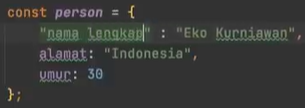 const person = {
"nama lengkap" : "Eko Kurniawan",
alamat: "Indonesia",
umur: 30
};